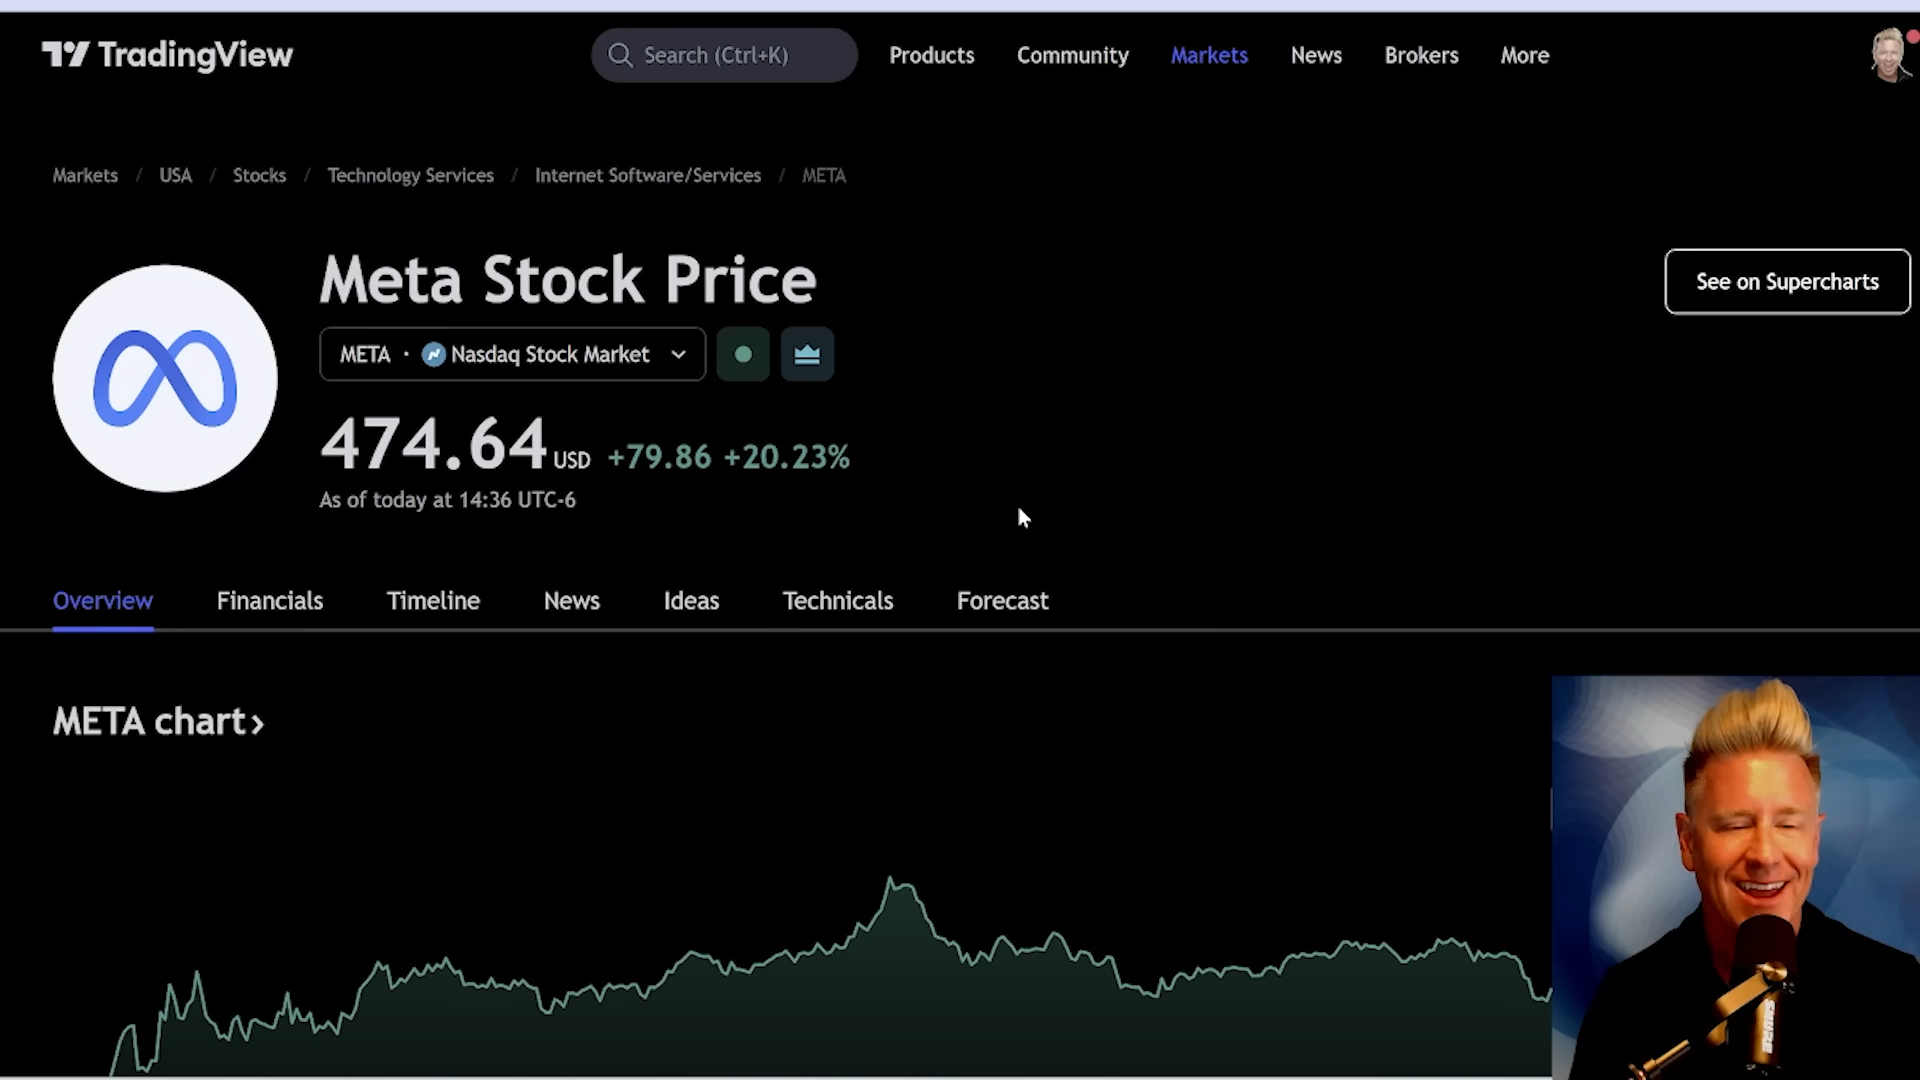 TradingView
Search (Ctrl+K)
Products
Community
Markets
News
Brokers
More
Markets / USA / Stocks / Technology Services / Internet Software/Services / META
Meta Stock Price
See on Supercharts
META · Nasdaq Stock Market
474.64 USD +79.86 +20.23%
As of today at 14:36 UTC-6
Overview
Financials
Timeline
News
Ideas
Technicals
Forecast
META chart›